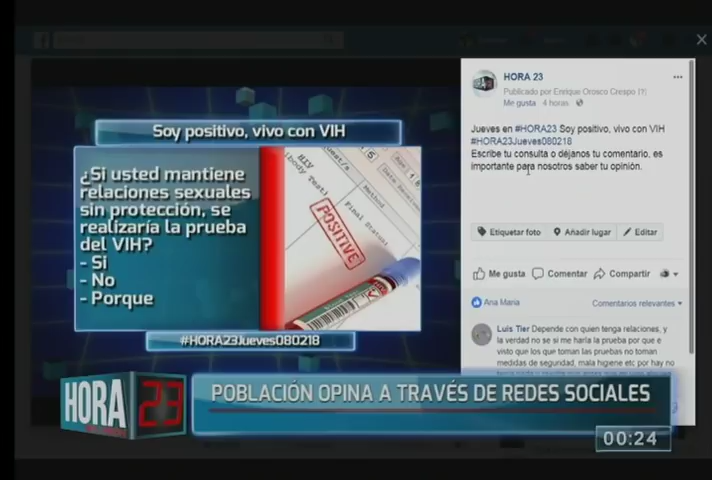 HORA 23
Publicado por Enrique Orosco Crespo [?]
Me gusta · 4 horas ·
Jueves en #HORA23 Soy positivo, vivo con VIH
#HORA23Jueves080218
Escribe tu consulta o déjanos tu comentario, es
importante para nosotros saber tu opinión.
Etiquetar foto Añadir lugar Editar
Me gusta Comentar Compartir
Ana Maria Comentarios relevantes
Luis Tier Depende con quien tenga relaciones, y
la verdad no se si me harla la prueba por que e
visto que los que toman las pruebas no toman
medidas de seguridad, mala higiene etc por hay no
Soy positivo, vivo con VIH
¿Si usted mantiene
relaciones sexuales
sin protección, se
realizaría la prueba
del VIH?
- Si
- No
- Porque
HIV
Method
Final
POSITIVE
#HORA23Jueves080218
HORA 23
POBLACIÓN OPINA A TRAVÉS DE REDES SOCIALES
00:24